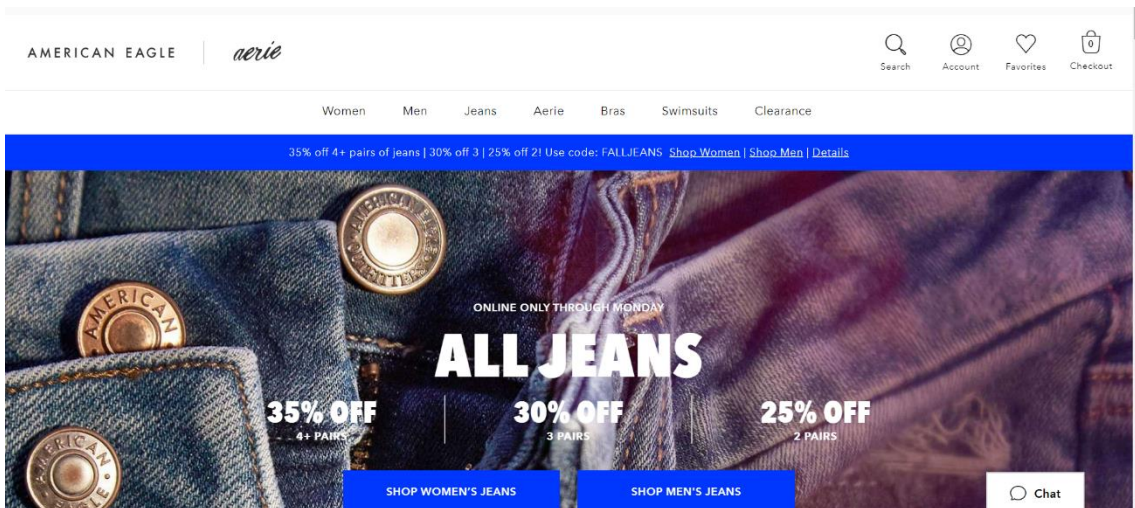 AMERICAN EAGLE | aerie
Search Account Favorites 0 Checkout
Women Men Jeans Aerie Bras Swimsuits Clearance
35% off 4+ pairs of jeans | 30% off 3 | 25% off 2! Use code: FALLJEANS Shop Women | Shop Men | Details
AMERICAN EAGLE OUTFITTERS
AMERICAN
ONLINE ONLY THROUGH MONDAY
ALL JEANS
35% OFF 30% OFF 25% OFF
4+ PAIRS 3 PAIRS 2 PAIRS
AMERICAN
EAGLE
SHOP WOMEN'S JEANS SHOP MEN'S JEANS
Chat